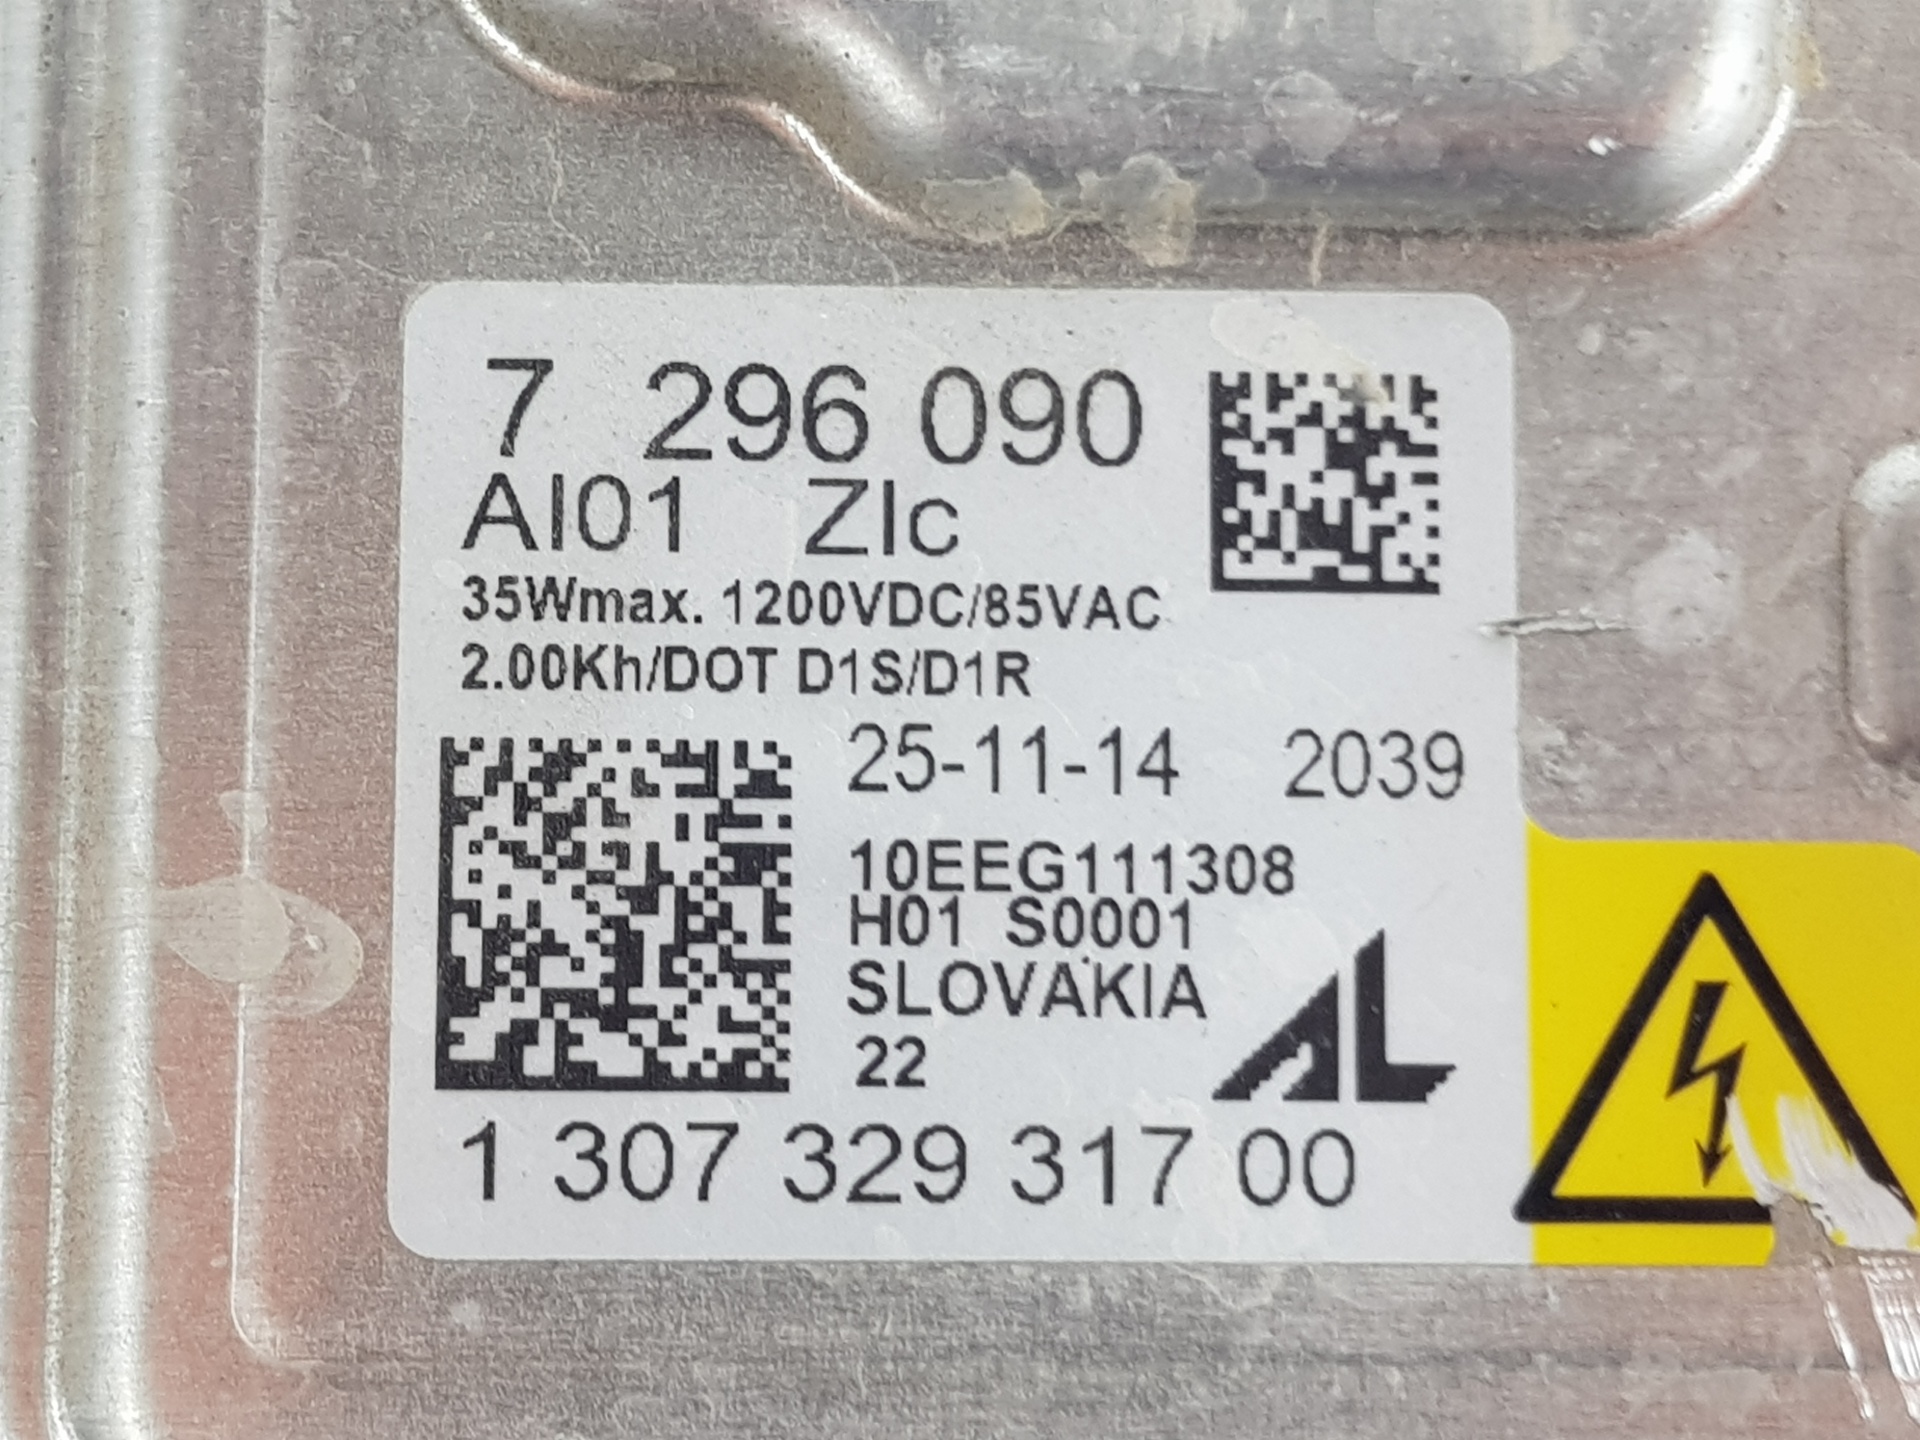 7 296 090
AI01 ZIc
35Wmax. 1200VDC/85VAC
2.00Kh/DOT D1S/D1R
25-11-14 2039
10EEG111308
H01 S0001
SLOVAKIA
22
AL
1 307 329 317 00